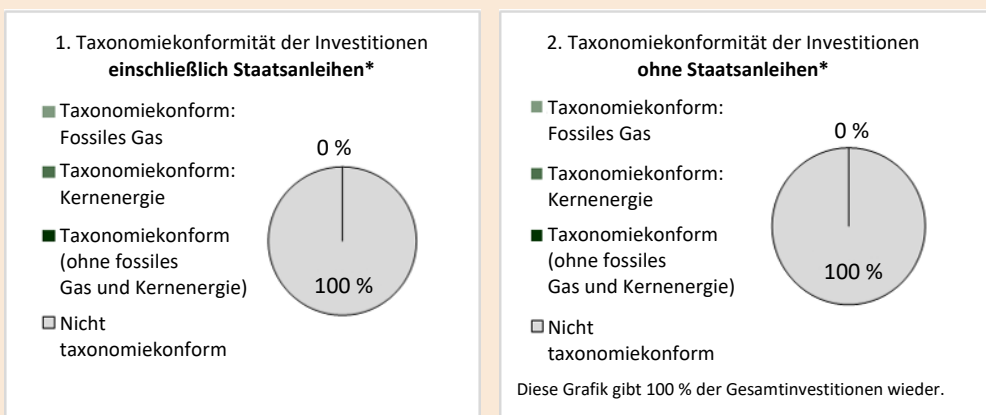 1. Taxonomiekonformität der Investitionen
einschließlich Staatsanleihen*
Taxonomiekonform:
Fossiles Gas
Taxonomiekonform:
Kernenergie
Taxonomiekonform
(ohne fossiles
Gas und Kernenergie)
Nicht
taxonomiekonform
0 %
100 %
2. Taxonomiekonformität der Investitionen
ohne Staatsanleihen*
Taxonomiekonform:
Fossiles Gas
Taxonomiekonform:
Kernenergie
Taxonomiekonform
(ohne fossiles
Gas und Kernenergie)
Nicht
taxonomiekonform
0 %
100 %
Diese Grafik gibt 100 % der Gesamtinvestitionen wieder.